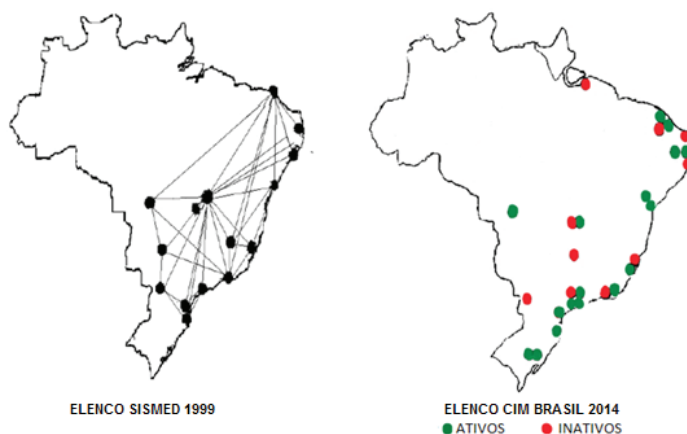 ELENCO SISMED 1999
ELENCO CIM BRASIL 2014
ATIVOS INATIVOS